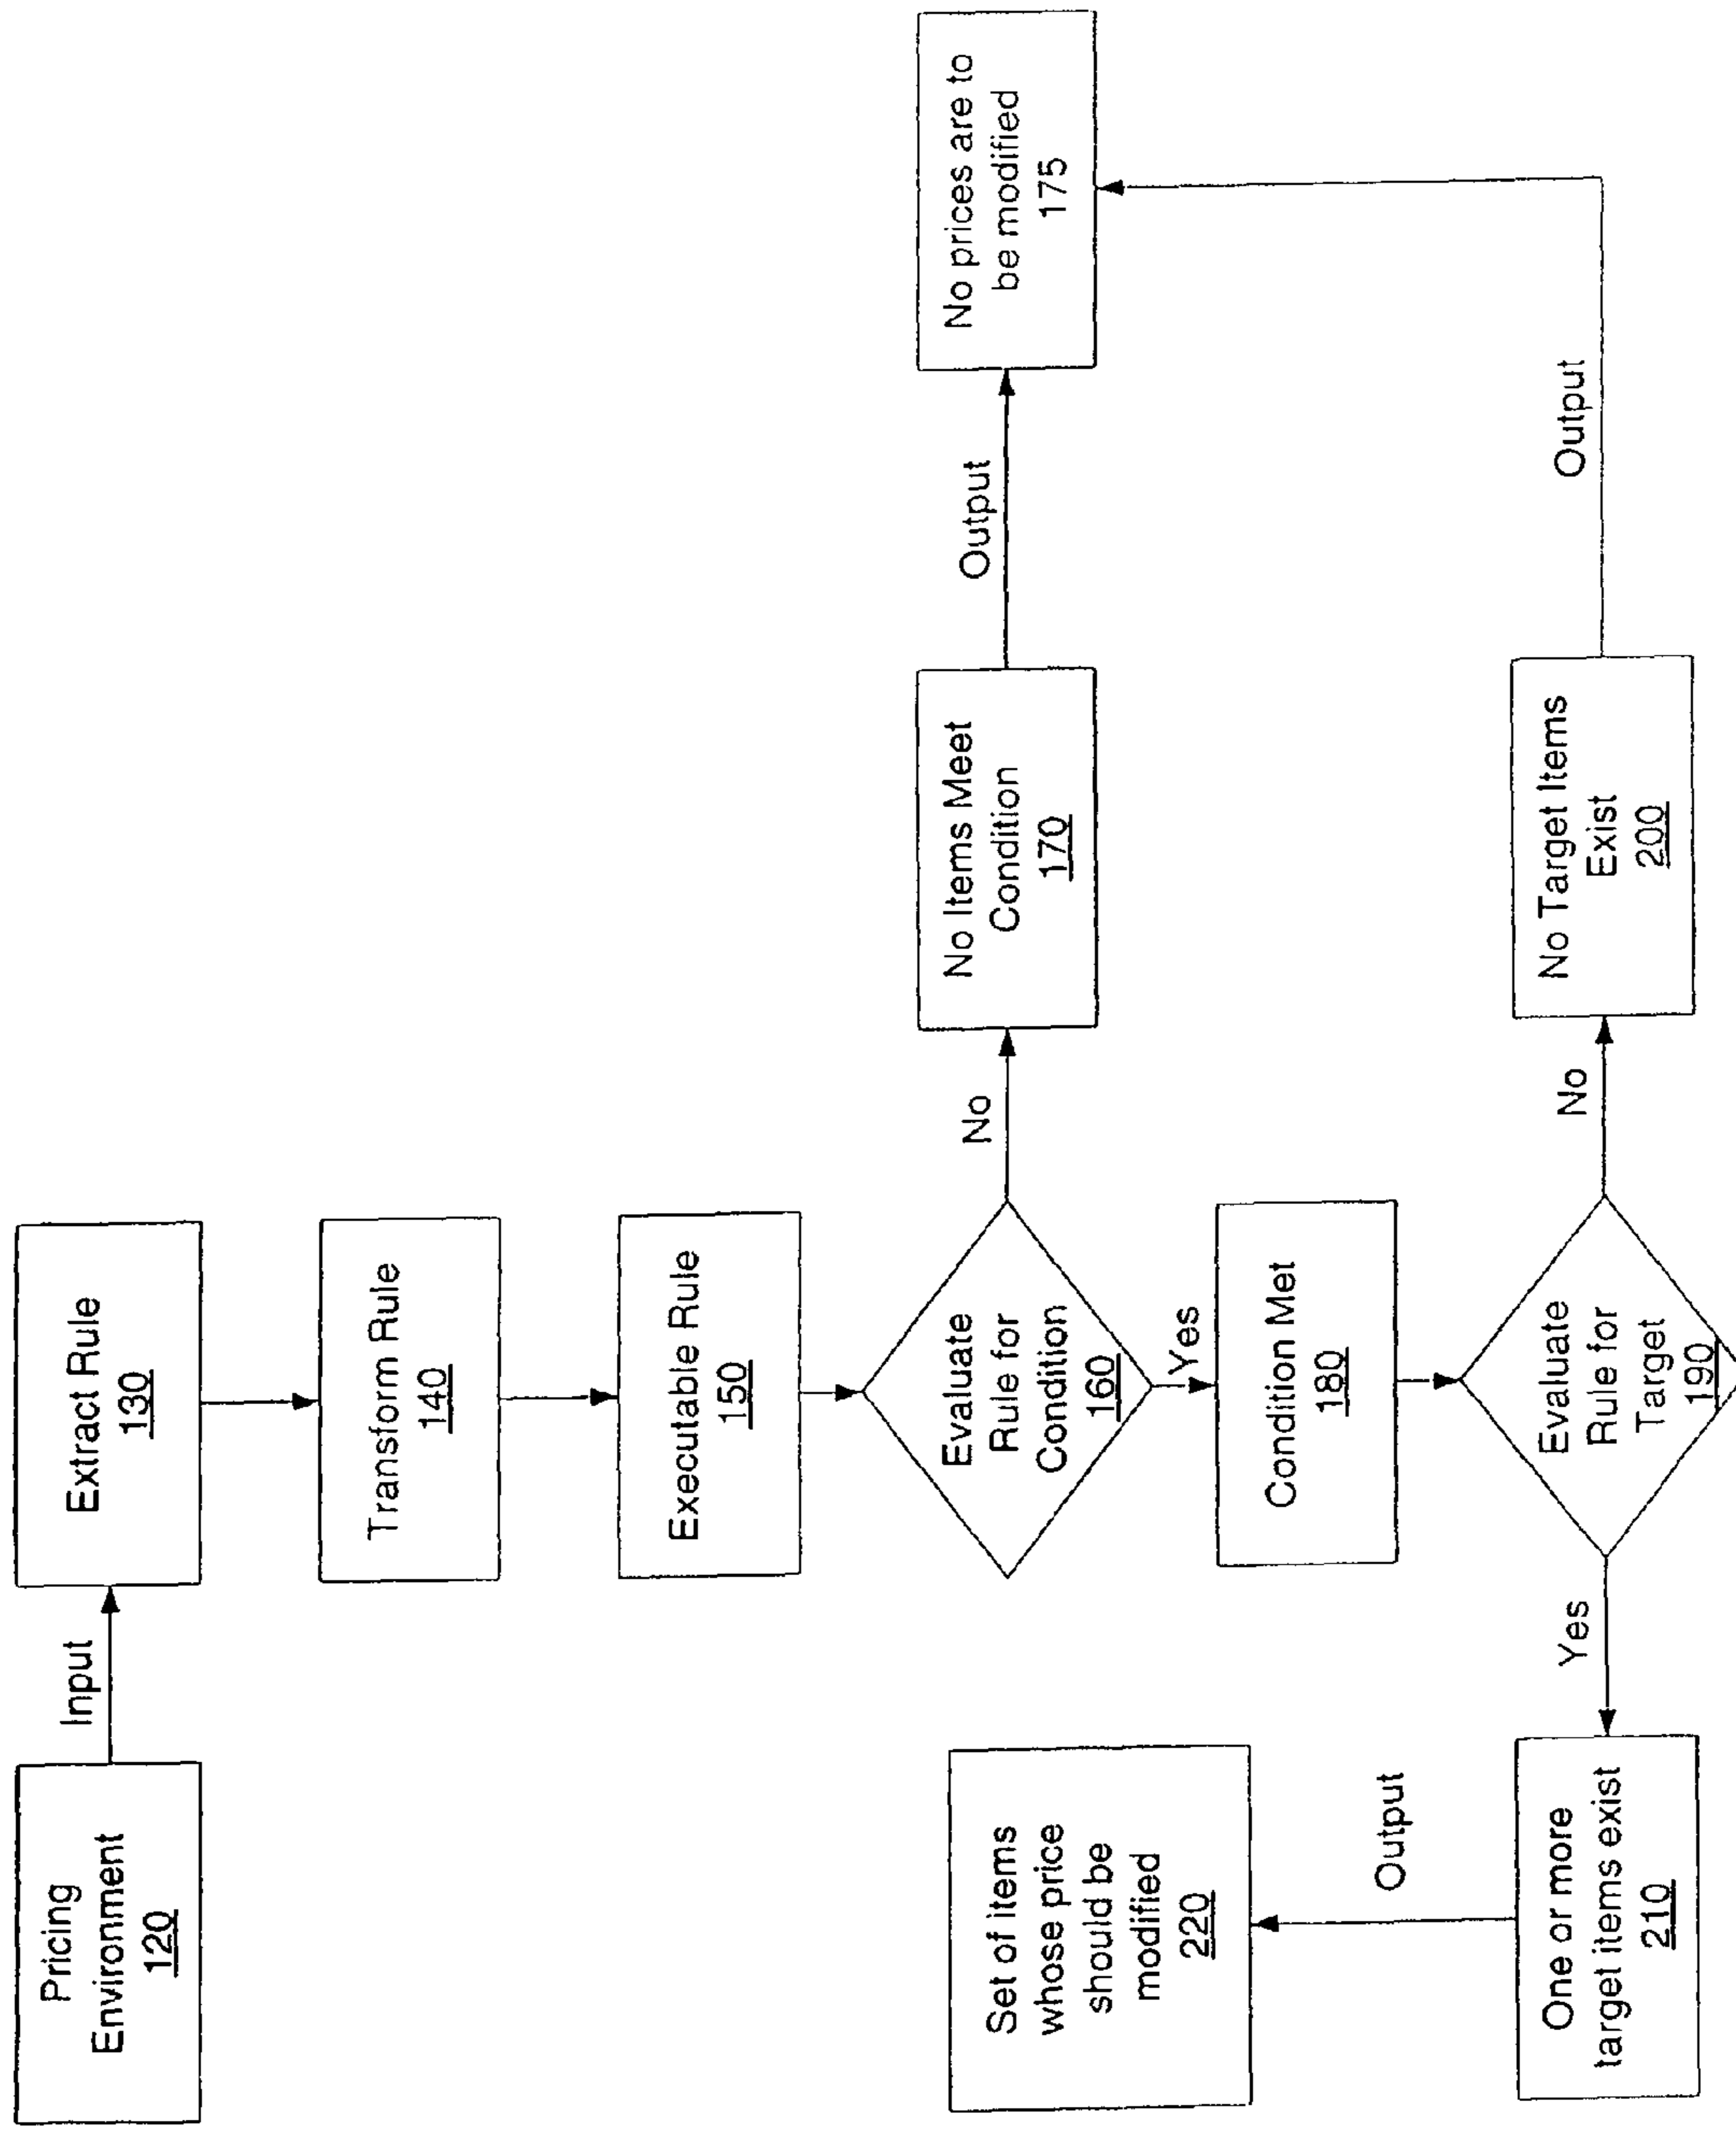 Pricing
Environment
120
Input
Extract Rule
130
Transform Rule
140
Executable Rule
150
Evaluate
Rule for
Condition
160
No
No Items Meet
Condition
170
Output
No prices are to
be modified
175
Yes
Condition Met
180
Evaluate
Rule for
Target
190
No
No Target Items
Exist
200
Output
Yes
One or more
target items exist
210
Output
Set of items
whose price
should be
modified
220